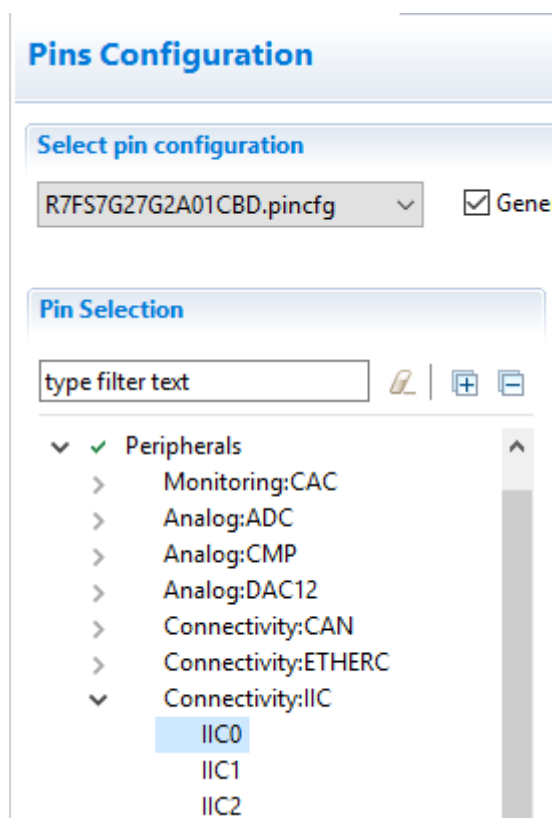 Pins Configuration
Select pin configuration
R7FS7G27G2A01CBD.pincfg Gene
Pin Selection
type filter text
Peripherals
Monitoring:CAC
Analog:ADC
Analog:CMP
Analog:DAC12
Connectivity:CAN
Connectivity:ETHERC
Connectivity:IIC
IIC0
IIC1
IIC2